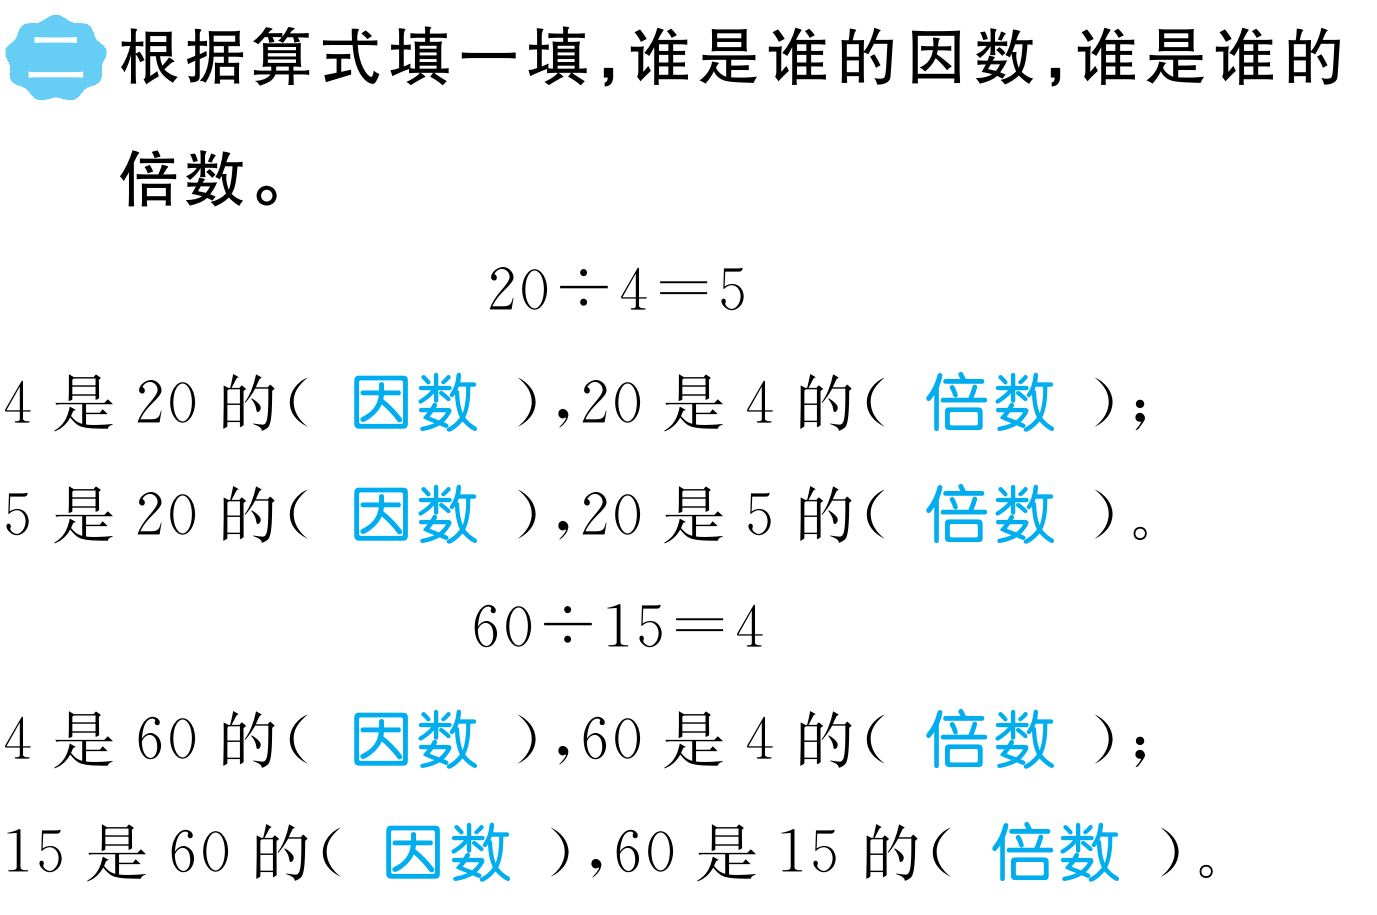 二 根据算式填一填,谁是谁的因数,谁是谁的
倍数。
20÷4=5
4 是 20 的( 因数 ),20 是 4 的( 倍数 );
5 是 20 的( 因数 ),20 是 5 的( 倍数 )。
60÷15=4
4 是 60 的( 因数 ),60 是 4 的( 倍数 );
15 是 60 的( 因数 ),60 是 15 的( 倍数 )。